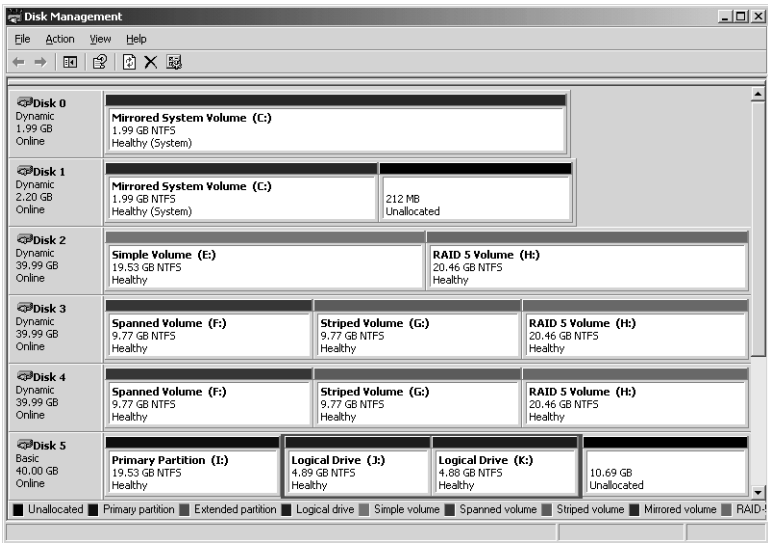 Disk Management
File Action View Help
Disk 0
Dynamic
1.99 GB
Online
Mirrored System Volume (C:)
1.99 GB NTFS
Healthy (System)
Disk 1
Dynamic
2.20 GB
Online
Mirrored System Volume (C:)
1.99 GB NTFS
Healthy (System)
212 MB
Unallocated
Disk 2
Dynamic
39.99 GB
Online
Simple Volume (E:)
19.53 GB NTFS
Healthy
RAID 5 Volume (H:)
20.46 GB NTFS
Healthy
Disk 3
Dynamic
39.99 GB
Online
Spanned Volume (F:)
9.77 GB NTFS
Healthy
Striped Volume (G:)
9.77 GB NTFS
Healthy
RAID 5 Volume (H:)
20.46 GB NTFS
Healthy
Disk 4
Dynamic
39.99 GB
Online
Spanned Volume (F:)
9.77 GB NTFS
Healthy
Striped Volume (G:)
9.77 GB NTFS
Healthy
RAID 5 Volume (H:)
20.46 GB NTFS
Healthy
Disk 5
Basic
40.00 GB
Online
Primary Partition (I:)
19.53 GB NTFS
Healthy
Logical Drive (J:)
4.89 GB NTFS
Healthy
Logical Drive (K:)
4.88 GB NTFS
Healthy
10.69 GB
Unallocated
Unallocated Primary partition Extended partition Logical drive Simple volume Spanned volume Striped volume Mirrored volume RAID-